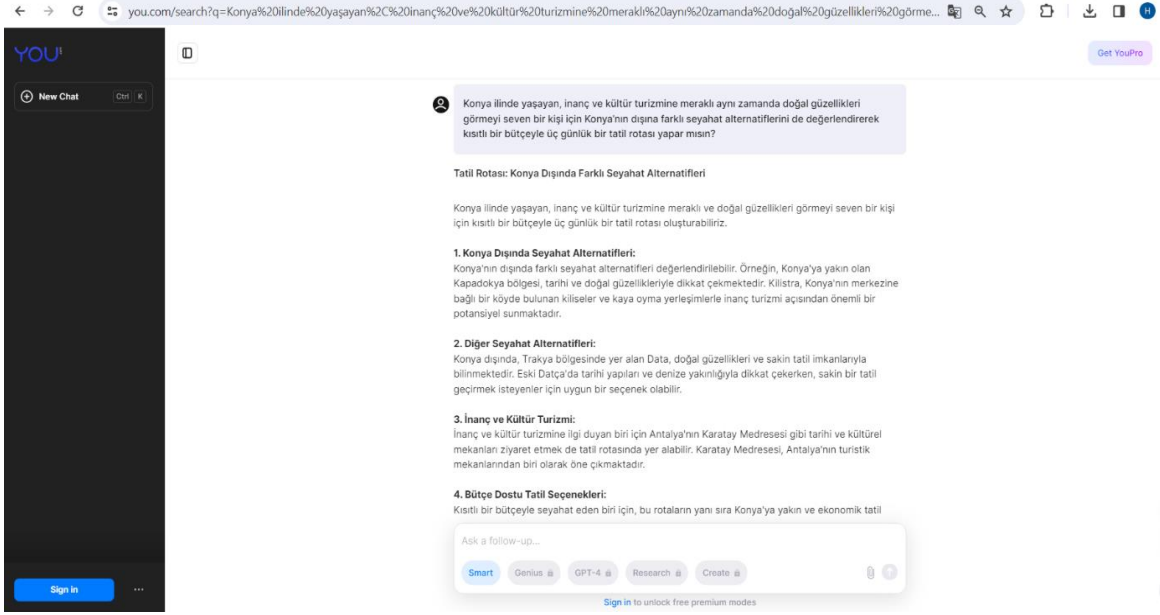 you.com/search?q=Konya%20ilinde%20yaşayan%2C%20inanç%20ve%20kültür%20turizmine%20meraklı%20aynı%20zamanda%20doğal%20güzellikleri%20görme...
H
YOU
Get YouPro
New Chat
Ctrl K
Konya ilinde yaşayan, inanç ve kültür turizmine meraklı aynı zamanda doğal güzellikleri
görmeyi seven bir kişi için Konya'nın dışına farklı seyahat alternatiflerini de değerlendirerek
kısıtlı bir bütçeyle üç günlük bir tatil rotası yapar mısın?
Tatil Rotası: Konya Dışında Farklı Seyahat Alternatifleri
Konya ilinde yaşayan, inanç ve kültür turizmine meraklı ve doğal güzellikleri görmeyi seven bir kişi
için kısıtlı bir bütçeyle üç günlük bir tatil rotası oluşturabiliriz.
1. Konya Dışında Seyahat Alternatifleri:
Konya'nın dışında farklı seyahat alternatifleri değerlendirilebilir. Örneğin, Konya'ya yakın olan
Kapadokya bölgesi, tarihi ve doğal güzellikleriyle dikkat çekmektedir. Kilistra, Konya'nın merkezine
bağlı bir köyde bulunan kiliseler ve kaya oyma yerleşimlerle inanç turizmi açısından önemli bir
potansiyel sunmaktadır.
2. Diğer Seyahat Alternatifleri:
Konya dışında, Trakya bölgesinde yer alan Data, doğal güzellikleri ve sakin tatil imkanlarıyla
bilinmektedir. Eski Datça'da tarihi yapıları ve denize yakınlığıyla dikkat çekerken, sakin bir tatil
geçirmek isteyenler için uygun bir seçenek olabilir.
3. İnanç ve Kültür Turizmi:
İnanç ve kültür turizmine ilgi duyan biri için Antalya'nın Karatay Medresesi gibi tarihi ve kültürel
mekanları ziyaret etmek de tatil rotasında yer alabilir. Karatay Medresesi, Antalya'nın turistik
mekanlarından biri olarak öne çıkmaktadır.
4. Bütçe Dostu Tatil Seçenekleri:
Kısıtlı bir bütçeyle seyahat eden biri için, bu rotaların yanı sıra Konya'ya yakın ve ekonomik tatil
Ask a follow-up...
Smart Genius GPT-4 Research Create
Sign in
Sign in to unlock free premium modes